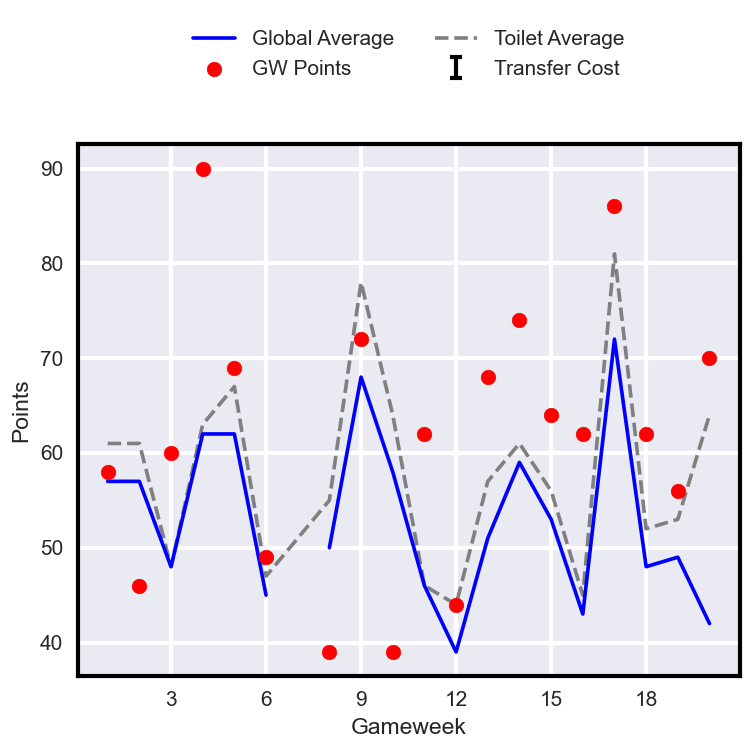 Global Average
Toilet Average
GW Points
Transfer Cost
90
80
70
60
50
40
Points
3 6 9 12 15 18
Gameweek